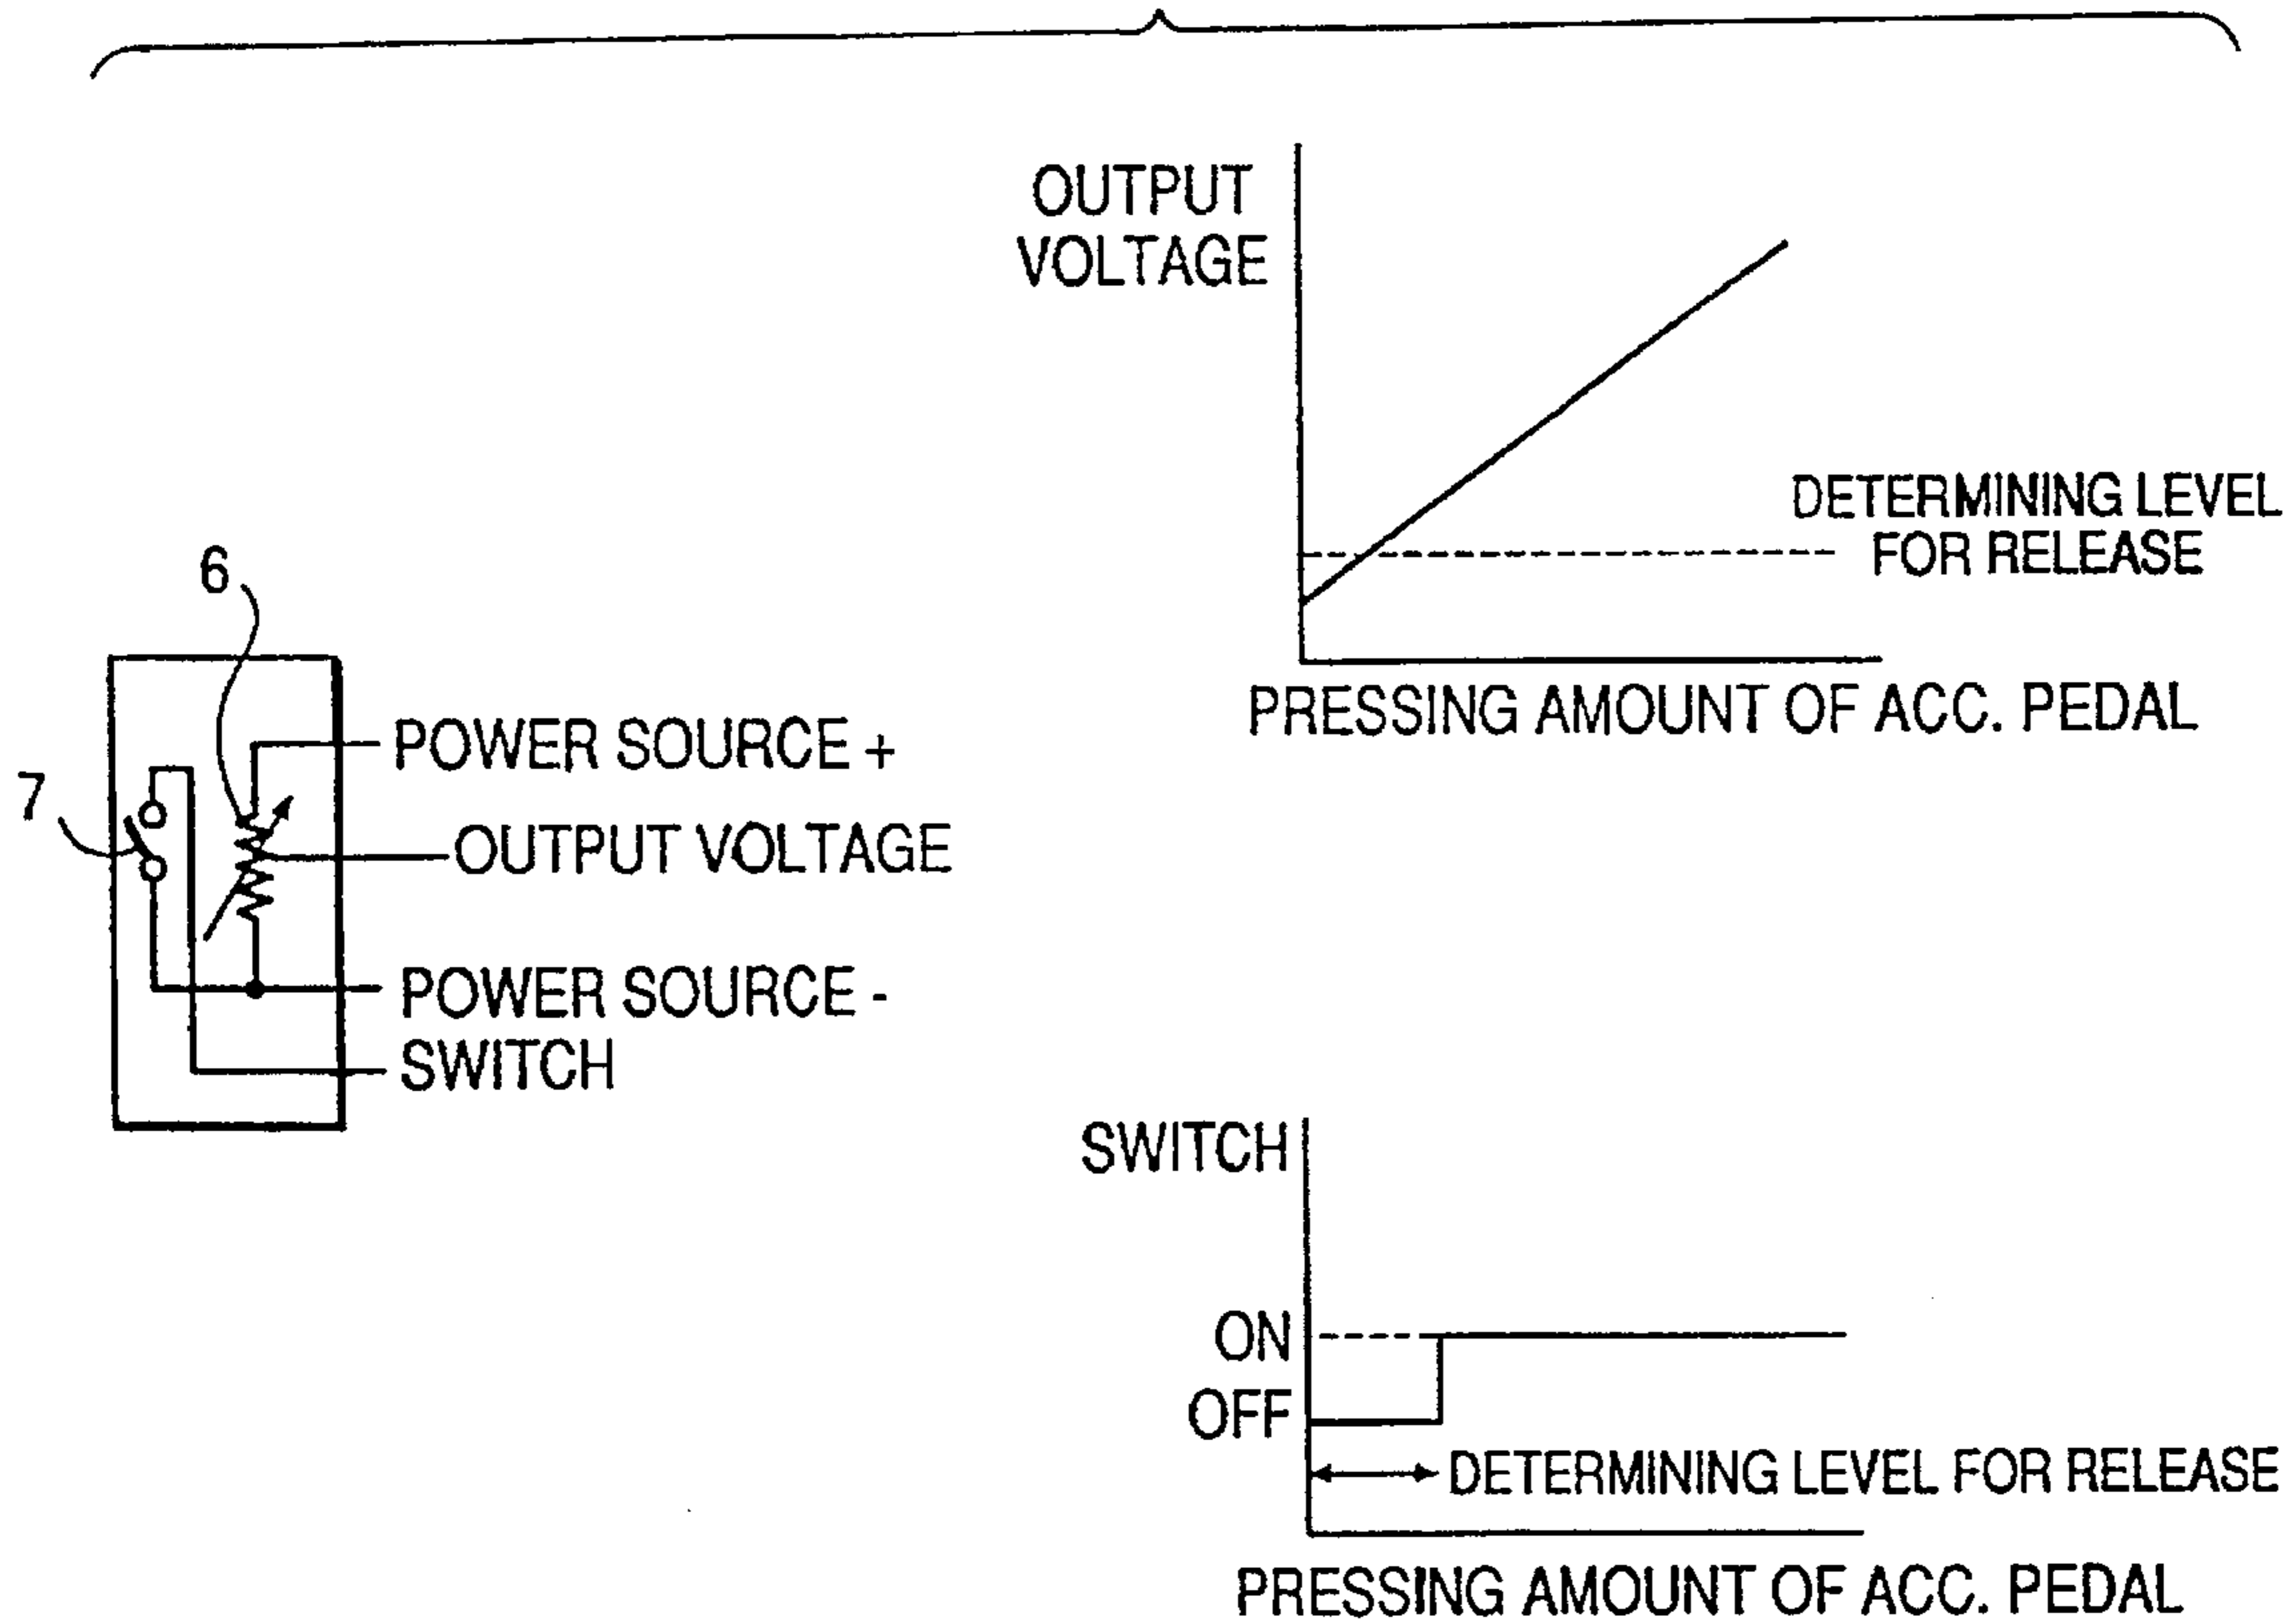 OUTPUT
VOLTAGE
DETERMINING LEVEL
FOR RELEASE
PRESSING AMOUNT OF ACC. PEDAL
6
7
POWER SOURCE +
OUTPUT VOLTAGE
POWER SOURCE -
SWITCH
SWITCH
ON
OFF
DETERMINING LEVEL FOR RELEASE
PRESSING AMOUNT OF ACC. PEDAL